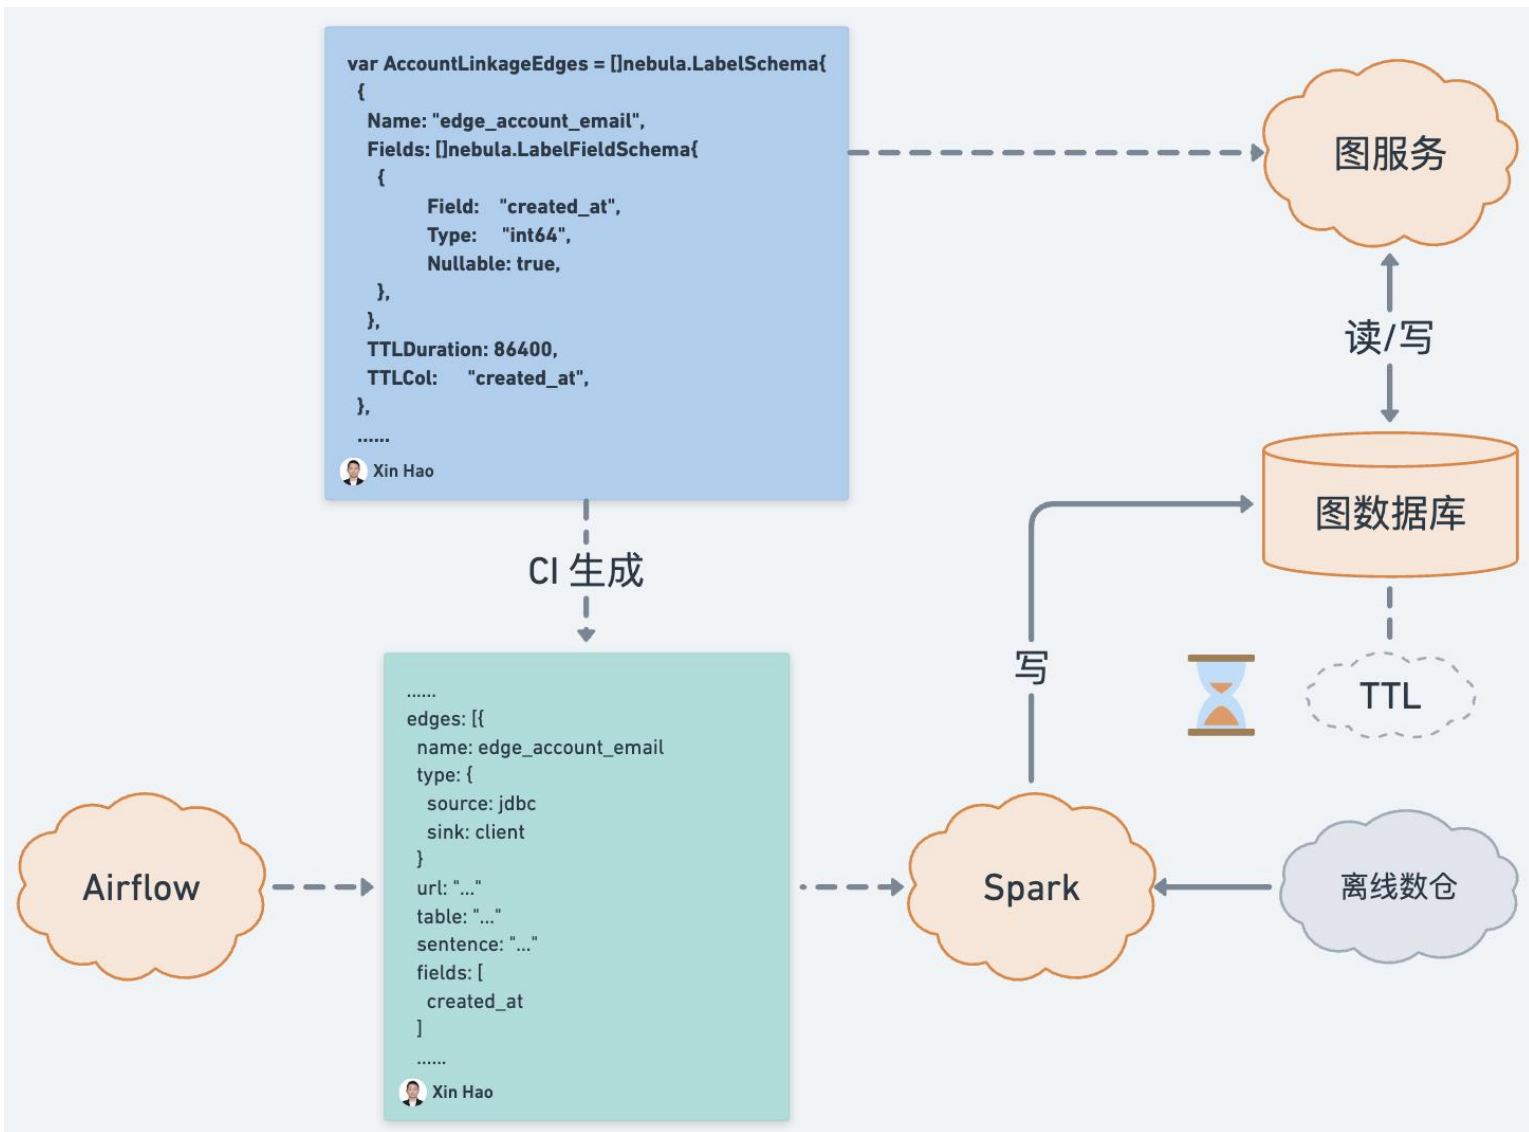 var AccountLinkageEdges = []nebula.LabelSchema{
{
Name: "edge_account_email",
Fields: []nebula.LabelFieldSchema{
{
Field: "created_at",
Type: "int64",
Nullable: true,
},
},
TTLDuration: 86400,
TTLCol: "created_at",
},
......
Xin Hao
图服务
读/写
图数据库
CI 生成
写
TTL
......
edges: [{
name: edge_account_email
type: {
source: jdbc
sink: client
}
url: "..."
table: "..."
sentence: "..."
fields: [
created_at
]
......
Xin Hao
Airflow
Spark
离线数仓